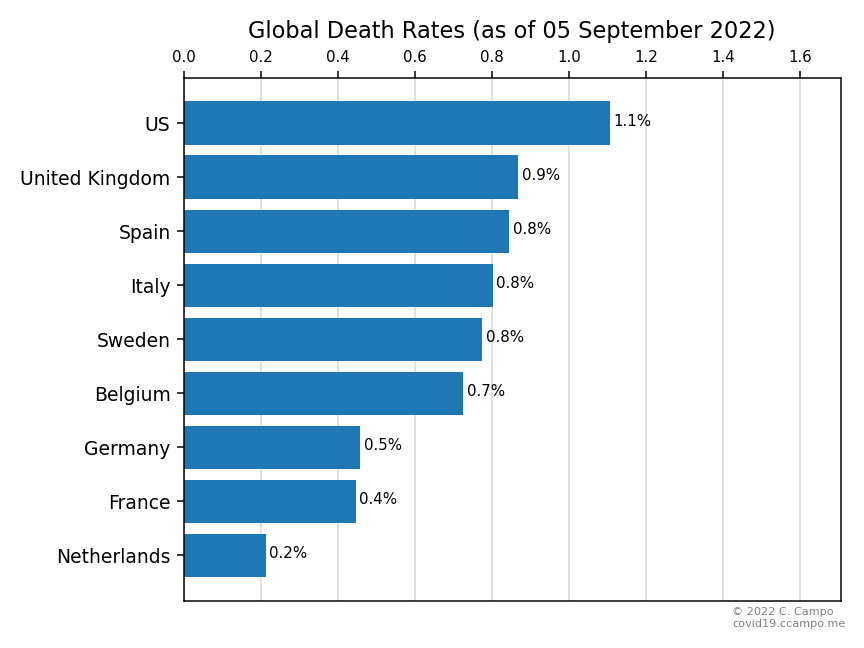 Global Death Rates (as of 05 September 2022)
0.0 0.2 0.4 0.6 0.8 1.0 1.2 1.4 1.6
US 1.1%
United Kingdom 0.9%
Spain 0.8%
Italy 0.8%
Sweden 0.8%
Belgium 0.7%
Germany 0.5%
France 0.4%
Netherlands 0.2%
© 2022 C. Campo
covid19.ccampo.me